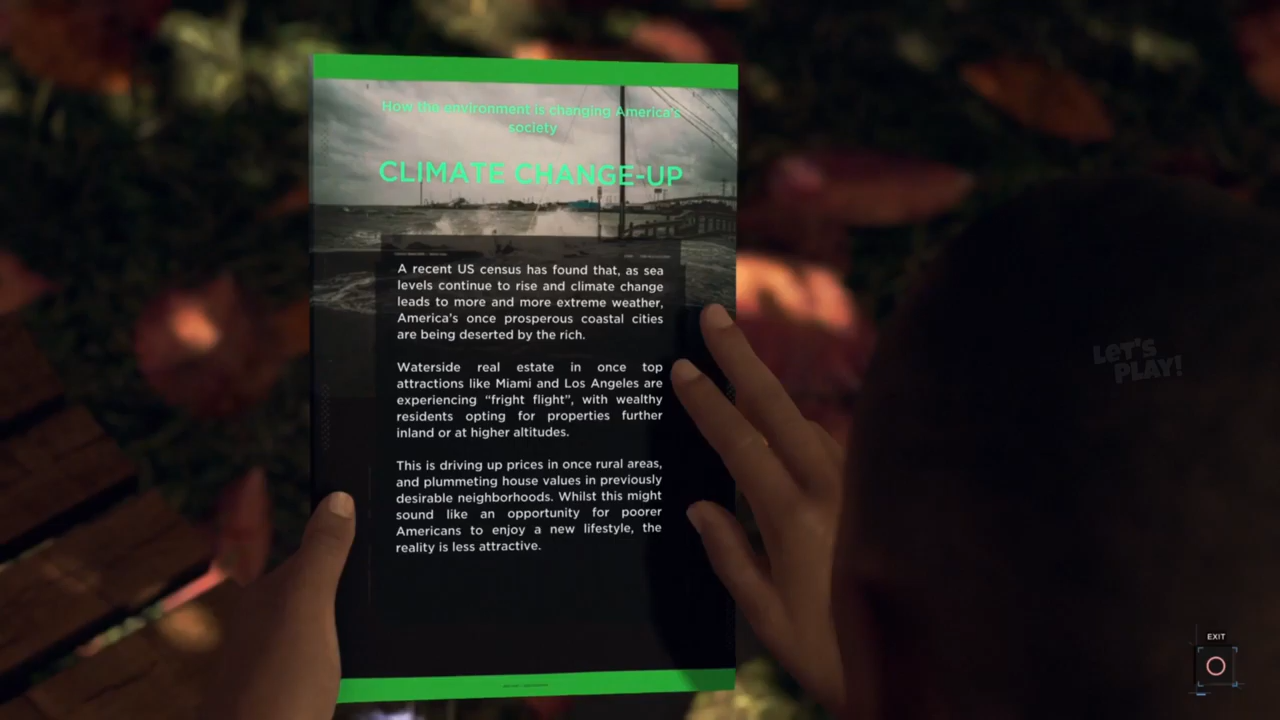 How the environment is changing America's
society
CLIMATE CHANGE-UP
A recent US census has found that, as sea
levels continue to rise and climate change
leads to more and more extreme weather,
America's once prosperous coastal cities
are being deserted by the rich.
Waterside real estate in once top
attractions like Miami and Los Angeles are
experiencing "fright flight", with wealthy
residents opting for properties further
inland or at higher altitudes.
This is driving up prices in once rural areas,
and plummeting house values in previously
desirable neighborhoods. Whilst this might
sound like an opportunity for poorer
Americans to enjoy a new lifestyle, the
reality is less attractive.
LET'S
PLAY!
EXIT